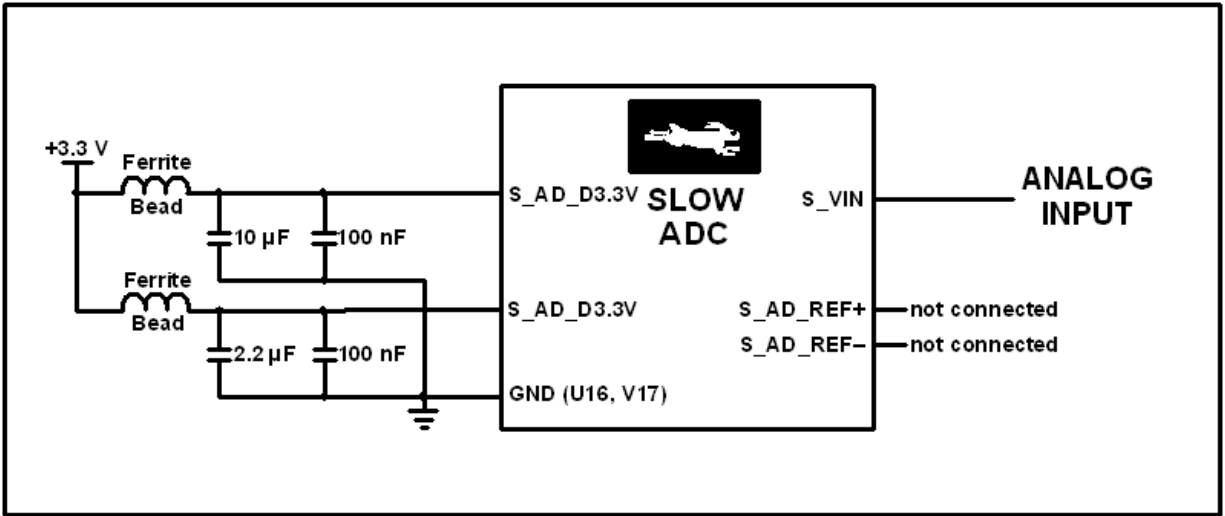 +3.3 V
Ferrite
Bead
10 µF
100 nF
Ferrite
Bead
2.2 µF
100 nF
S_AD_D3.3V
SLOW
ADC
S_VIN
ANALOG
INPUT
S_AD_D3.3V
S_AD_REF+
not connected
S_AD_REF–
not connected
GND (U16, V17)